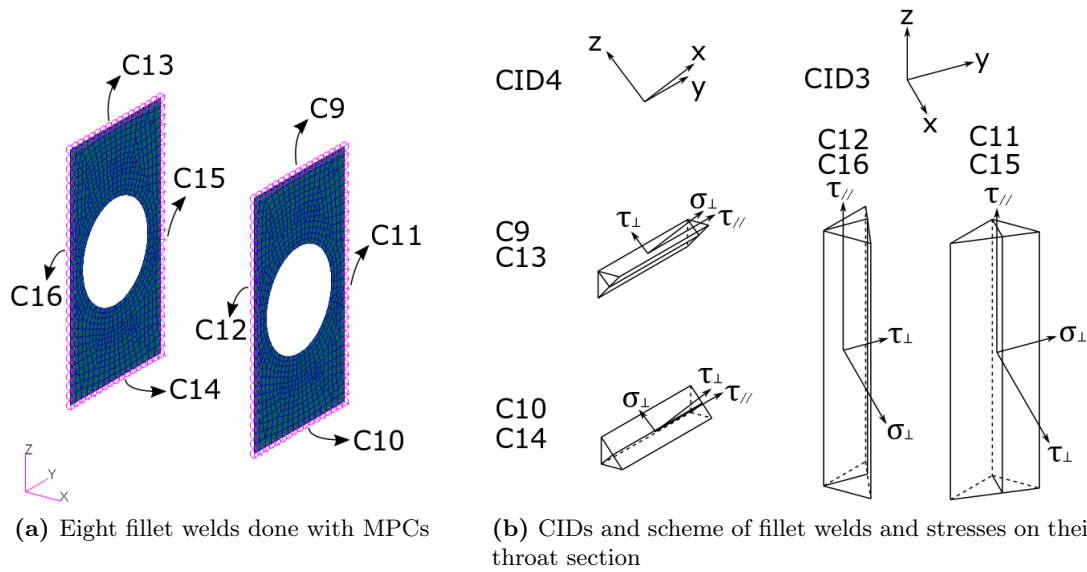 C13
C9
C15
C11
C16
C12
C14
C10
Z
Y
X
(a) Eight fillet welds done with MPCs
CID4
z
x
y
CID3
z
y
x
C12
C16
C11
C15
τ//
τ//
C9
C13
τ⊥
σ⊥
τ//
τ⊥
σ⊥
σ⊥
τ⊥
C10
C14
σ⊥
τ⊥
τ//
(b) CIDs and scheme of fillet welds and stresses on thei
throat section